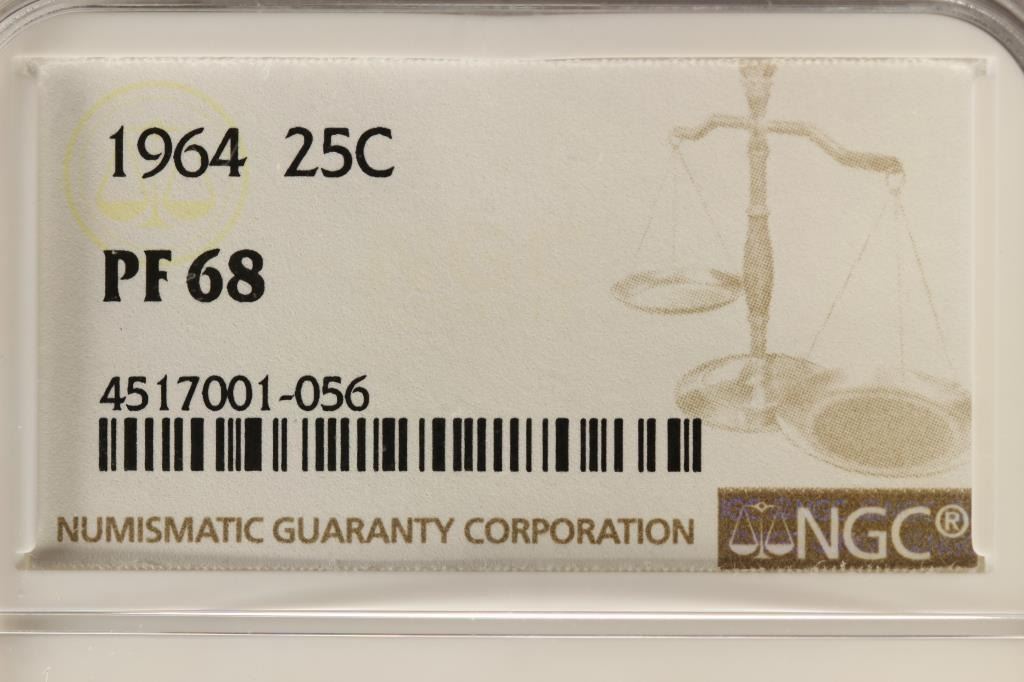 1964 25C
PF 68
4517001-056
NUMISMATIC GUARANTY CORPORATION
NGC®